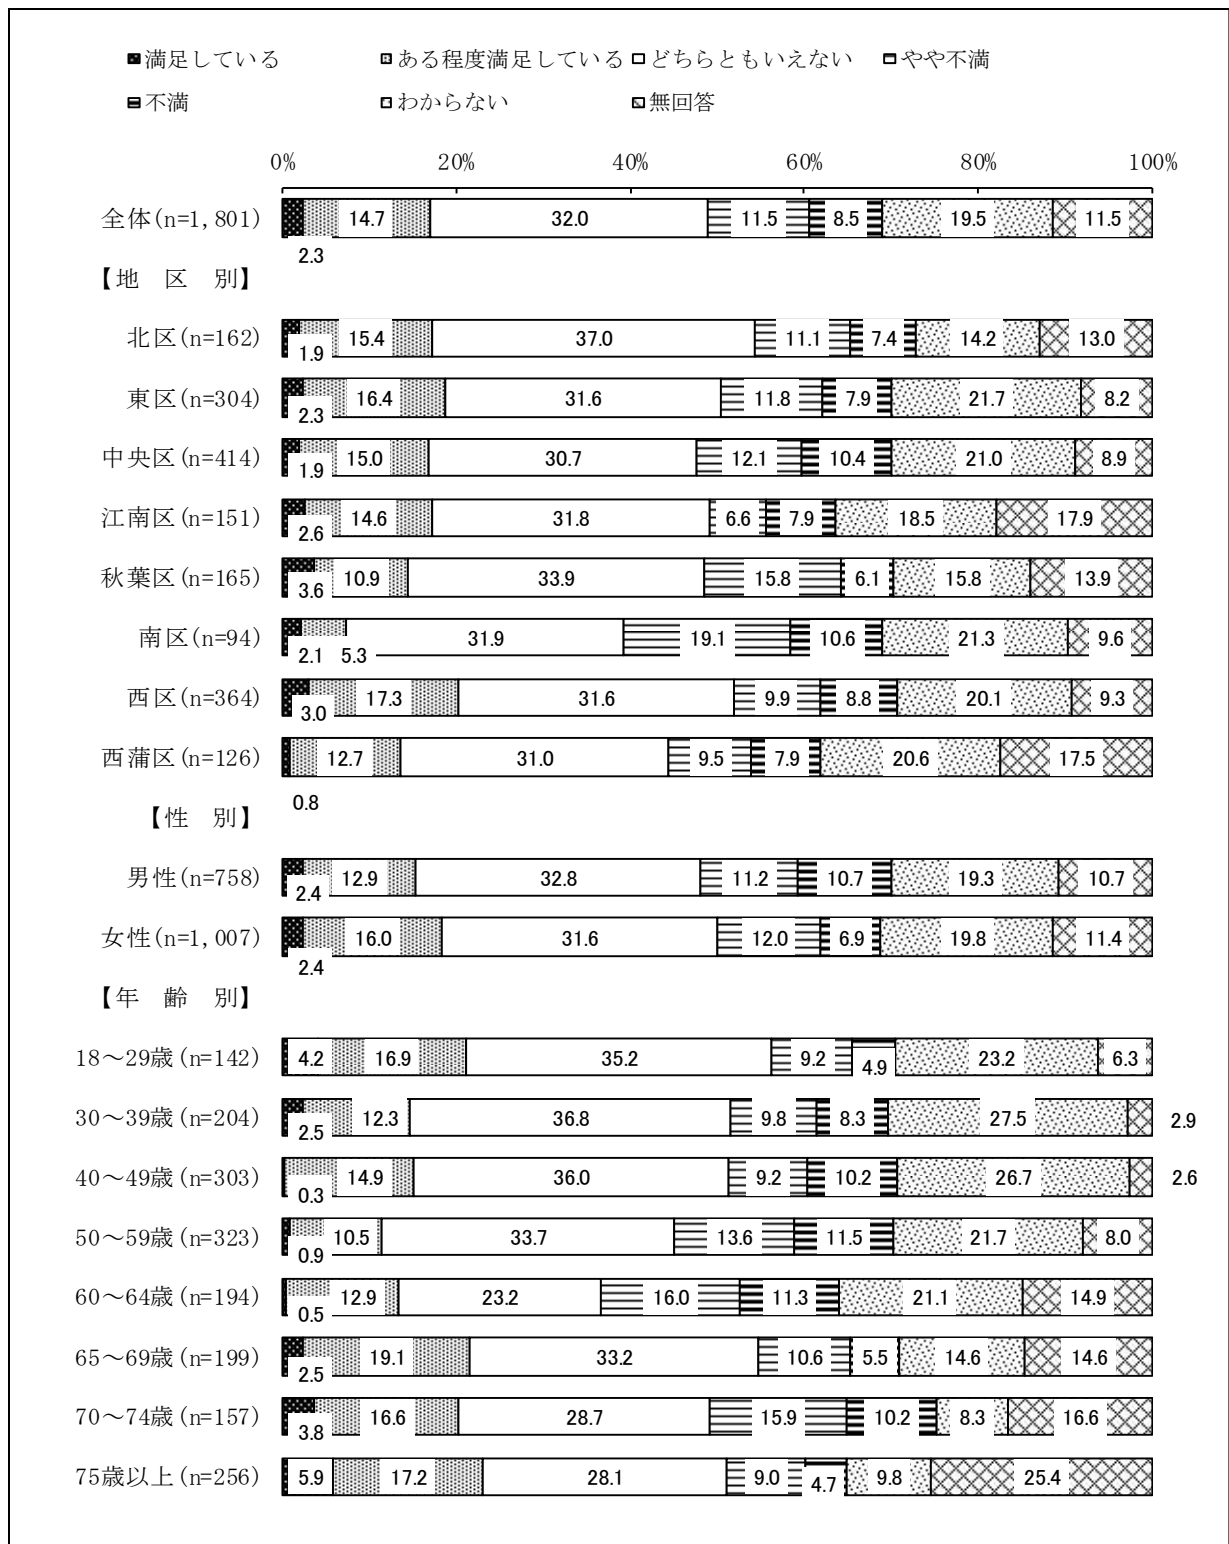 満足している ある程度満足している どちらともいえない やや不満
不満 わからない 無回答
0% 20% 40% 60% 80% 100%
全体(n=1,801) 14.7 32.0 11.5 8.5 19.5 11.5
2.3
【地 区 別】
北区(n=162) 1.9 15.4 37.0 11.1 7.4 14.2 13.0
東区(n=304) 2.3 16.4 31.6 11.8 7.9 21.7 8.2
中央区(n=414) 1.9 15.0 30.7 12.1 10.4 21.0 8.9
江南区(n=151) 2.6 14.6 31.8 6.6 7.9 18.5 17.9
秋葉区(n=165) 3.6 10.9 33.9 15.8 6.1 15.8 13.9
南区(n=94) 2.1 5.3 31.9 19.1 10.6 21.3 9.6
西区(n=364) 3.0 17.3 31.6 9.9 8.8 20.1 9.3
西蒲区(n=126) 12.7 31.0 9.5 7.9 20.6 17.5
0.8
【性 別】
男性(n=758) 2.4 12.9 32.8 11.2 10.7 19.3 10.7
女性(n=1,007) 2.4 16.0 31.6 12.0 6.9 19.8 11.4
【年 齢 別】
18～29歳(n=142) 4.2 16.9 35.2 9.2 4.9 23.2 6.3
30～39歳(n=204) 2.5 12.3 36.8 9.8 8.3 27.5 2.9
40～49歳(n=303) 0.3 14.9 36.0 9.2 10.2 26.7 2.6
50～59歳(n=323) 0.9 10.5 33.7 13.6 11.5 21.7 8.0
60～64歳(n=194) 0.5 12.9 23.2 16.0 11.3 21.1 14.9
65～69歳(n=199) 2.5 19.1 33.2 10.6 5.5 14.6 14.6
70～74歳(n=157) 3.8 16.6 28.7 15.9 10.2 8.3 16.6
75歳以上(n=256) 5.9 17.2 28.1 9.0 4.7 9.8 25.4